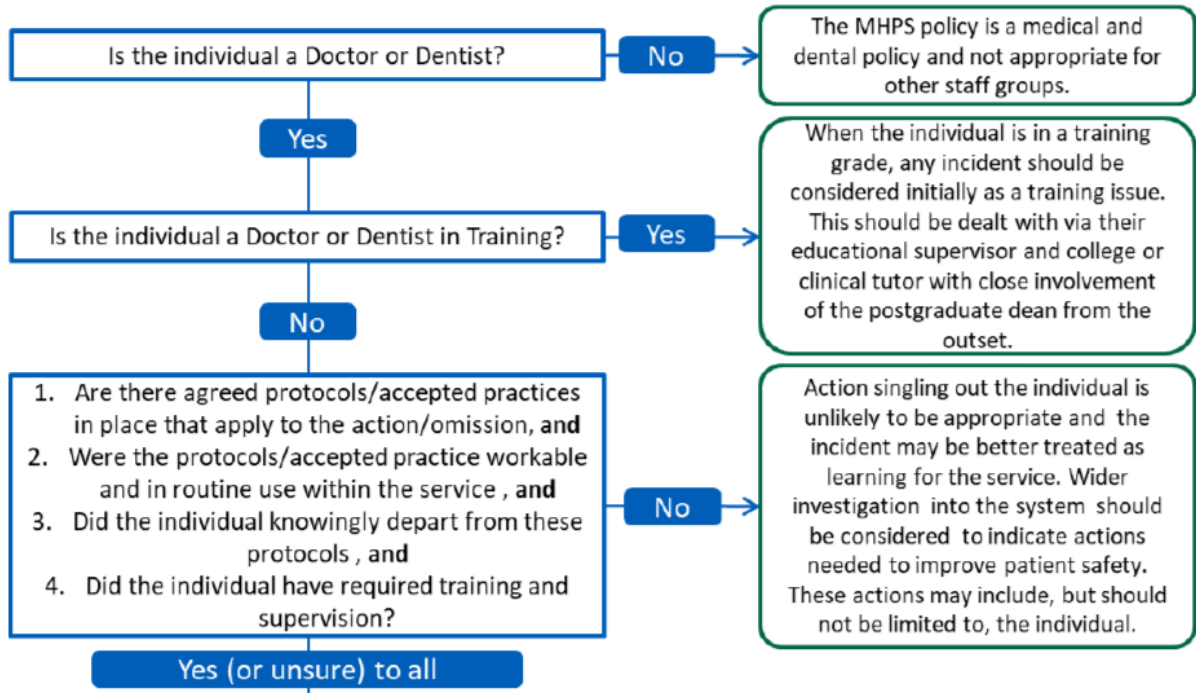 Is the individual a Doctor or Dentist?
No
The MHPS policy is a medical and
dental policy and not appropriate for
other staff groups.
Yes
Is the individual a Doctor or Dentist in Training?
Yes
When the individual is in a training
grade, any incident should be
considered initially as a training issue.
This should be dealt with via their
educational supervisor and college or
clinical tutor with close involvement
of the postgraduate dean from the
outset.
No
1. Are there agreed protocols/accepted practices
in place that apply to the action/omission, and
2. Were the protocols/accepted practice workable
and in routine use within the service , and
3. Did the individual knowingly depart from these
protocols , and
4. Did the individual have required training and
supervision?
No
Action singling out the individual is
unlikely to be appropriate and the
incident may be better treated as
learning for the service. Wider
investigation into the system should
be considered to indicate actions
needed to improve patient safety.
These actions may include, but should
not be limited to, the individual.
Yes (or unsure) to all